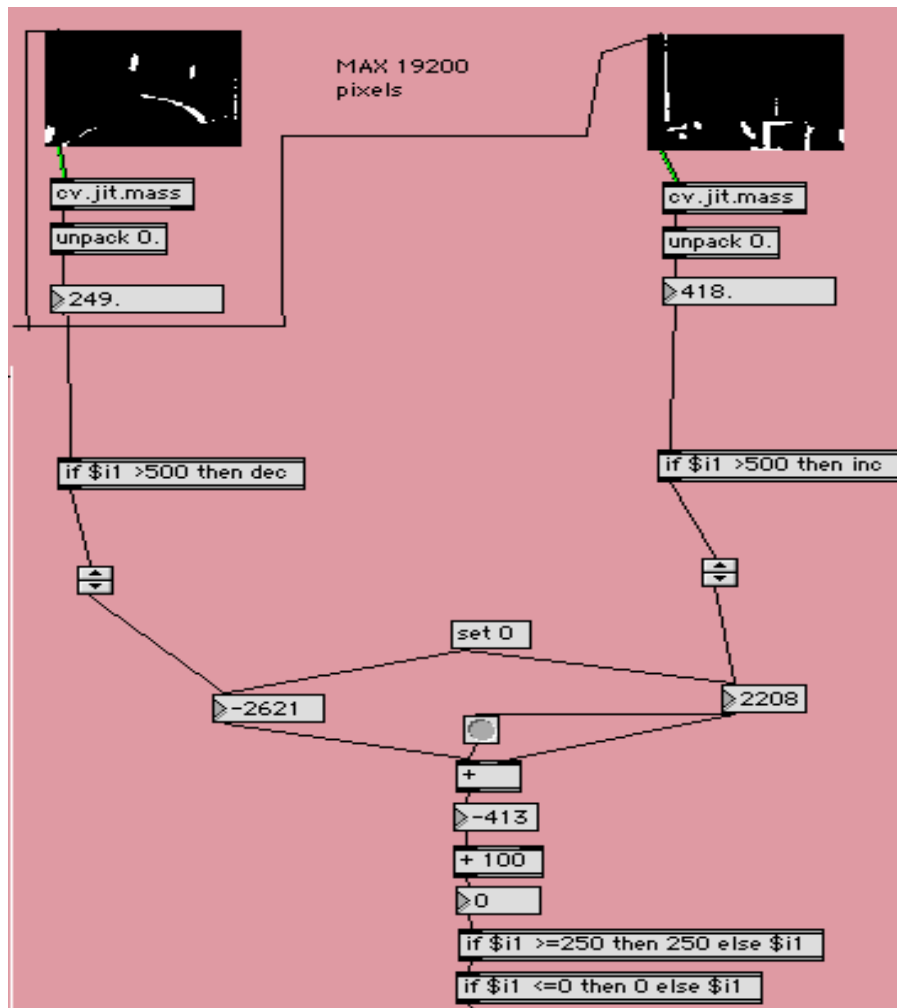 MAX 19200
pixels
cv.jit.mass
cv.jit.mass
unpack 0.
unpack 0.
249.
418.
if $i1 >500 then dec
if $i1 >500 then inc
set 0
-2621
2208
+
-413
+ 100
0
if $i1 >=250 then 250 else $i1
if $i1 <=0 then 0 else $i1